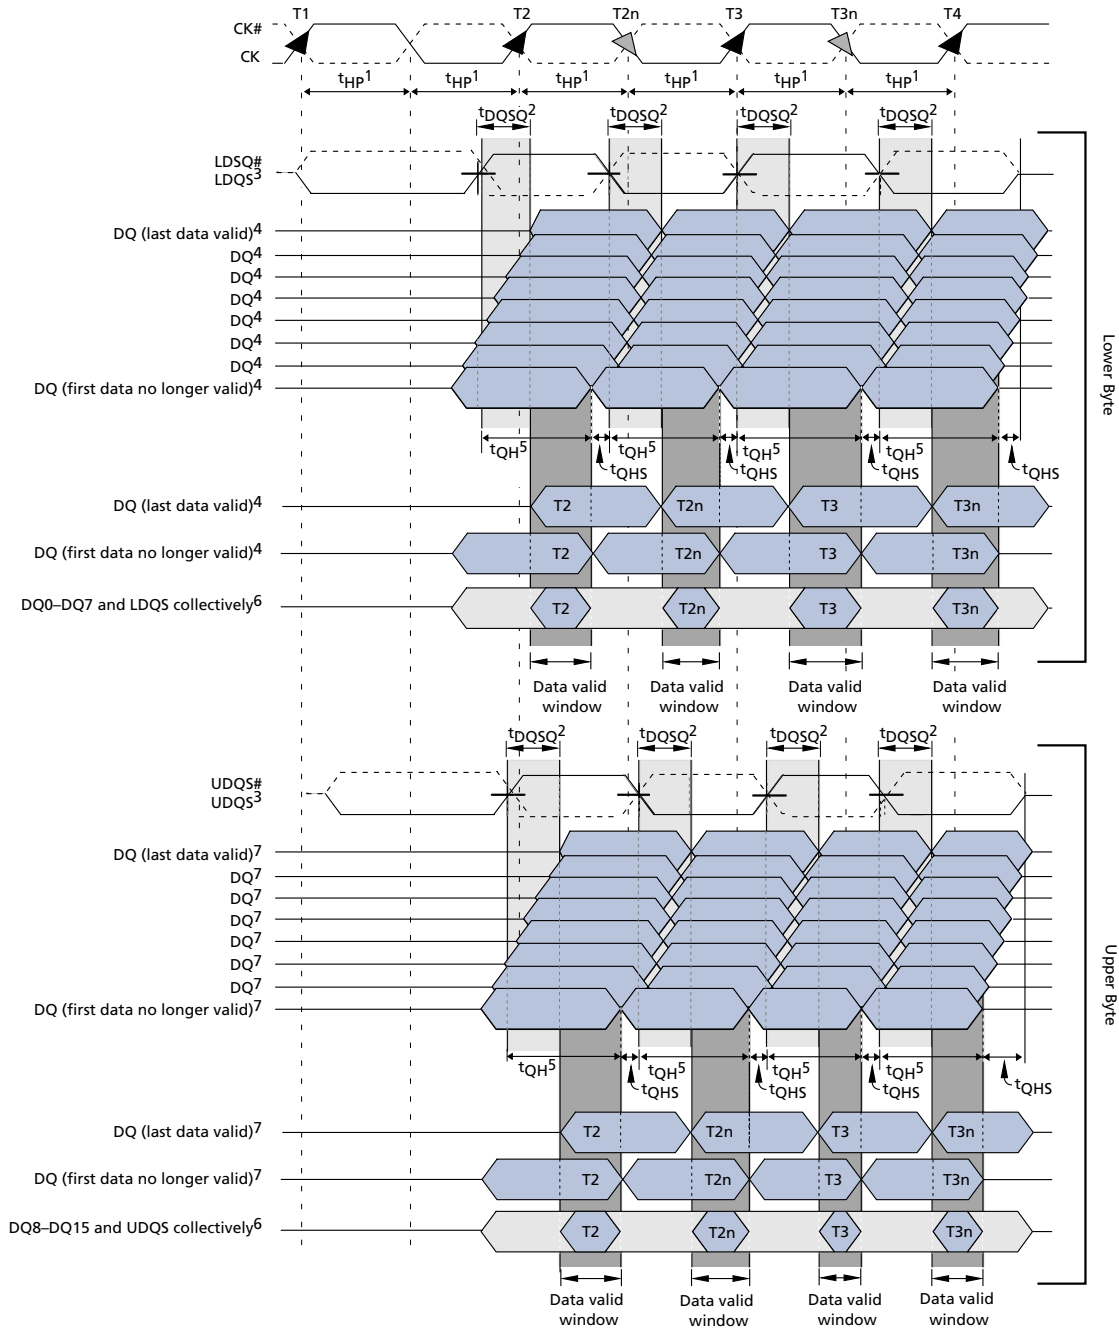 T1 T2 T2n T3 T3n T4
CK#
CK
tHP1 tHP1 tHP1 tHP1 tHP1 tHP1
tDQSQ2 tDQSQ2 tDQSQ2 tDQSQ2
LDSQ#
LDQS3
DQ (last data valid)4
DQ4
DQ4
DQ4
DQ4
DQ4
DQ4
DQ (first data no longer valid)4
Lower Byte
tQH5 tQH5 tQH5 tQH5
tQHS tQHS tQHS tQHS
DQ (last data valid)4 T2 T2n T3 T3n
DQ (first data no longer valid)4 T2 T2n T3 T3n
DQ0–DQ7 and LDQS collectively6 T2 T2n T3 T3n
Data valid window Data valid window Data valid window Data valid window
tDQSQ2 tDQSQ2 tDQSQ2 tDQSQ2
UDQS#
UDQS3
DQ (last data valid)7
DQ7
DQ7
DQ7
DQ7
DQ7
DQ7
DQ (first data no longer valid)7
Upper Byte
tQH5 tQH5 tQH5 tQH5
tQHS tQHS tQHS tQHS
DQ (last data valid)7 T2 T2n T3 T3n
DQ (first data no longer valid)7 T2 T2n T3 T3n
DQ8–DQ15 and UDQS collectively6 T2 T2n T3 T3n
Data valid window Data valid window Data valid window Data valid window